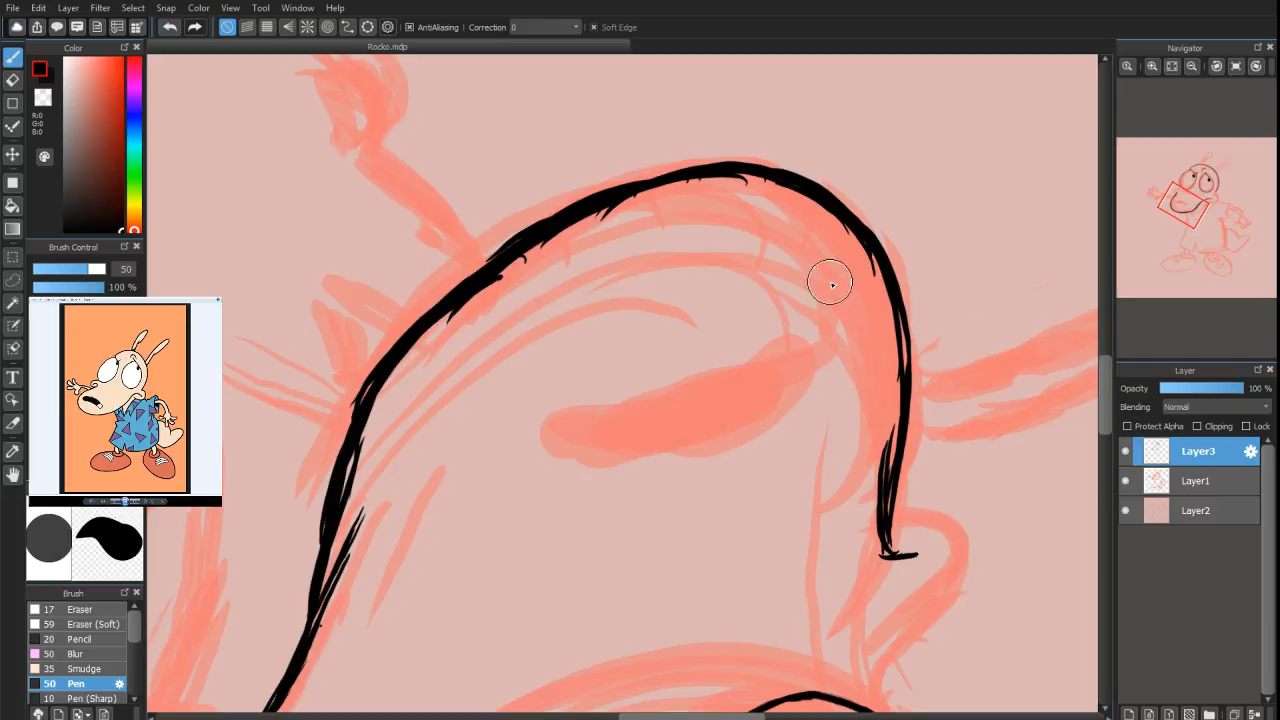 File Edit Layer Filter Select Snap Color View Tool Window Help
AntiAliasing Correction 0 Soft Edge
Rocko.mdp
Color
R:0
G:0
B:0
Brush Control
50
100 %
Brush
17 Eraser
59 Eraser (Soft)
20 Pencil
50 Blur
35 Smudge
50 Pen
10 Pen (Sharp)
Navigator
Layer
Opacity 100 %
Blending Normal
Protect Alpha Clipping Lock
Layer3
Layer1
Layer2